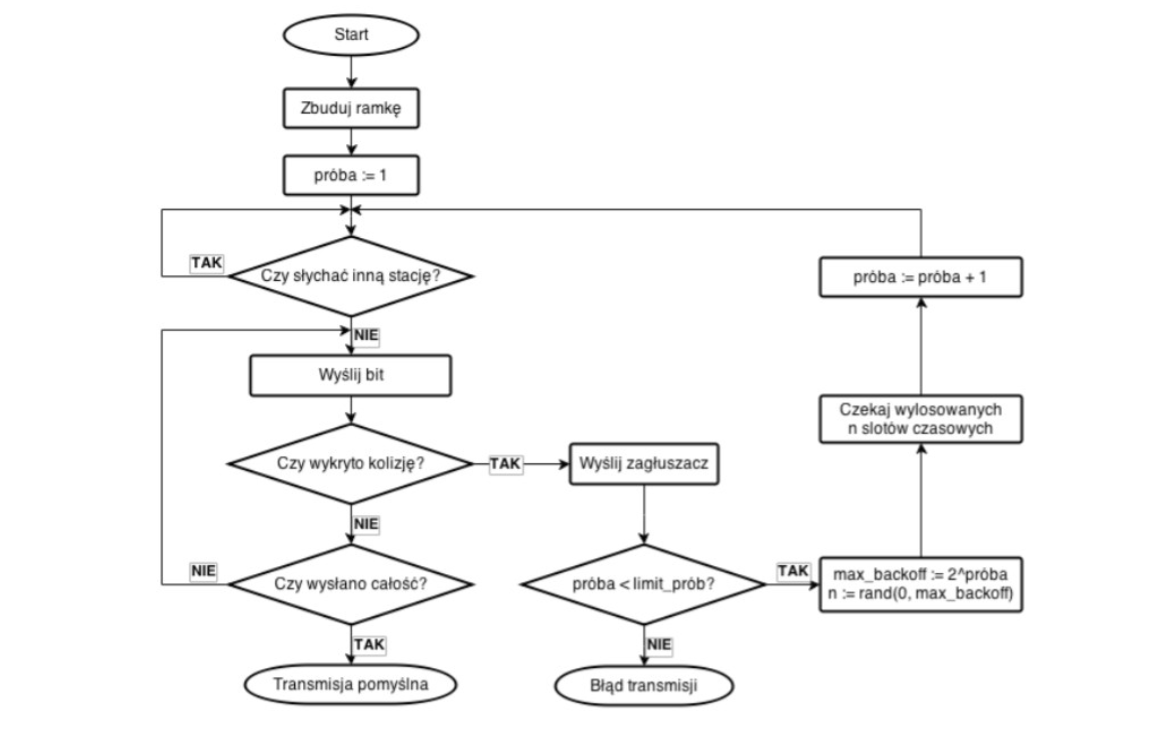 Start
Zbuduj ramkę
próba := 1
TAK
Czy słychać inną stację?
NIE
Wyślij bit
Czy wykryto kolizję?
TAK
Wyślij zagłuszacz
NIE
NIE
Czy wysłano całość?
TAK
Transmisja pomyślna
próba < limit_prób?
TAK
NIE
Błąd transmisji
max_backoff := 2^próba
n := rand(0, max_backoff)
Czekaj wylosowanych
n slotów czasowych
próba := próba + 1